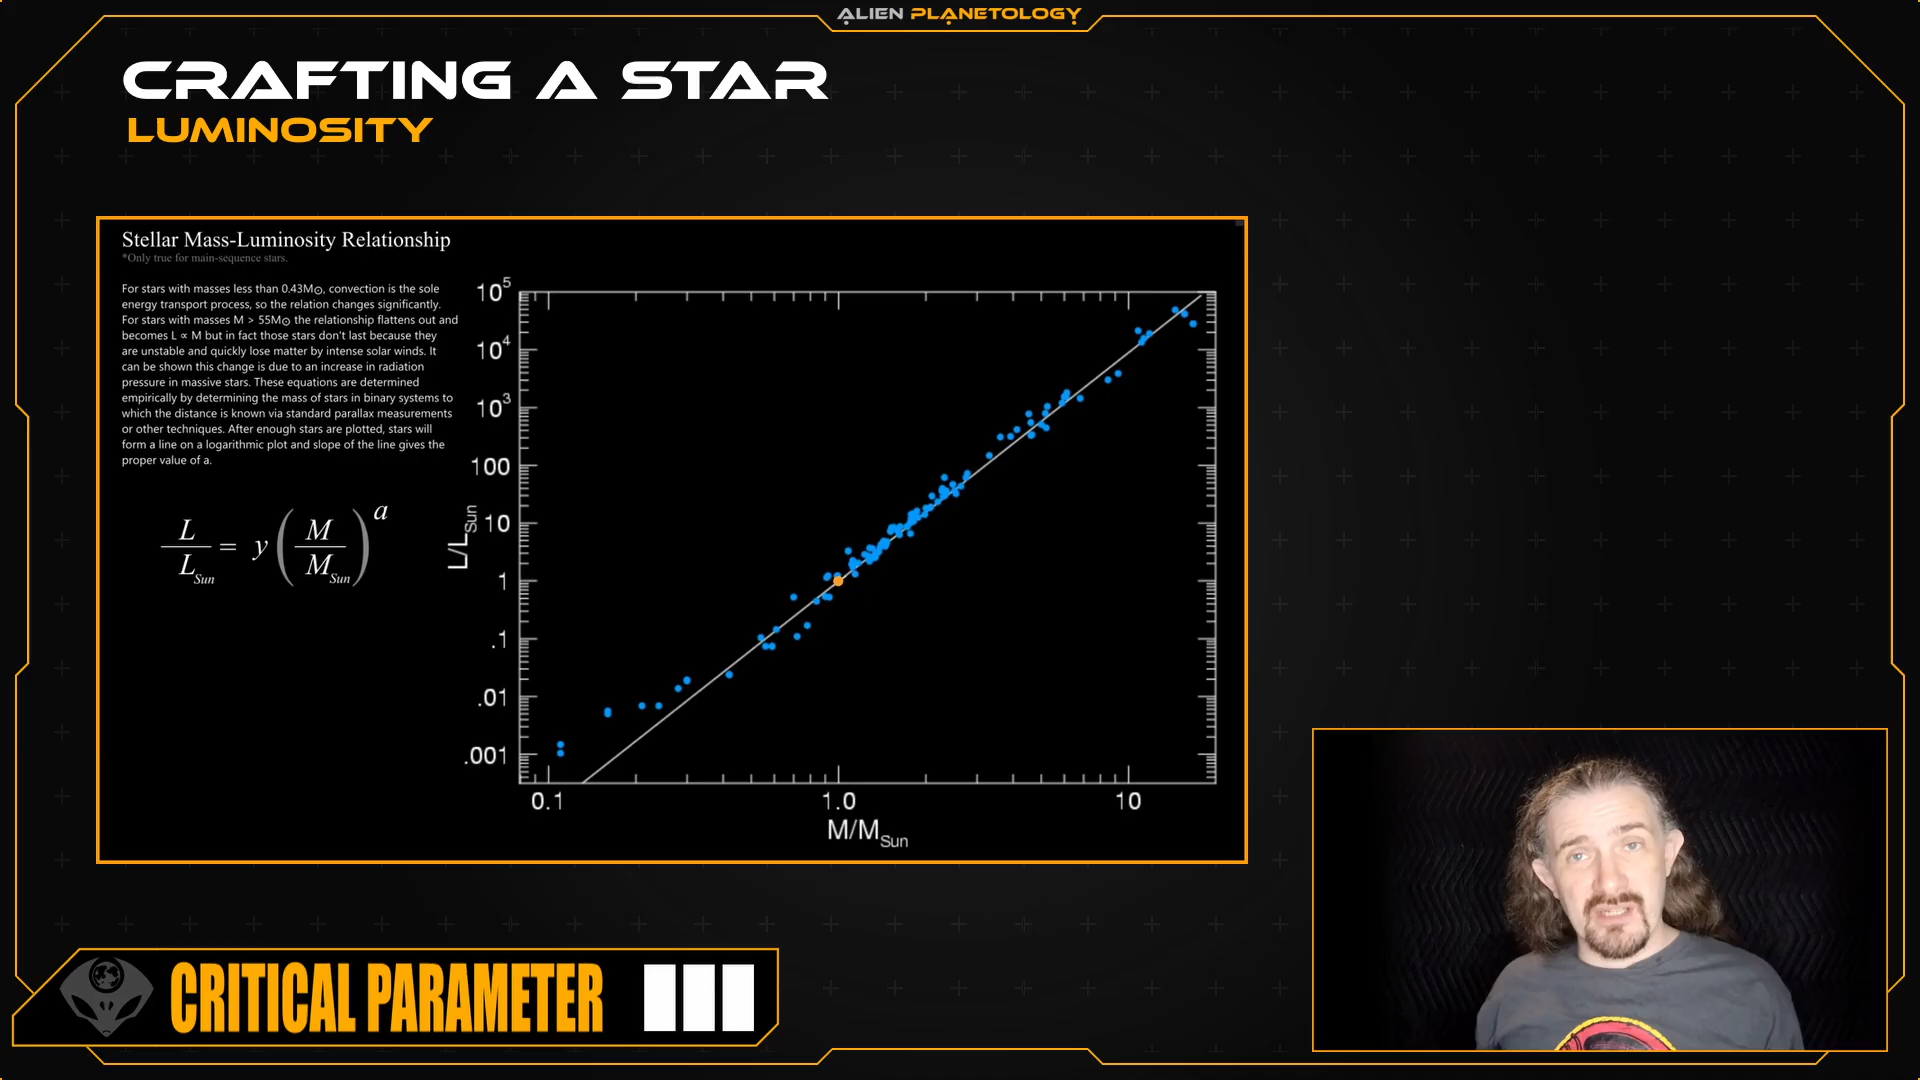 ALIEN PLANETOLOGY
CRAFTING A STAR
LUMINOSITY
Stellar Mass-Luminosity Relationship
*Only true for main-sequence stars.
For stars with masses less than 0.43M⊙, convection is the sole
energy transport process, so the relation changes significantly.
For stars with masses M > 55M⊙ the relationship flattens out and
becomes L ∝ M but in fact those stars don't last because they
are unstable and quickly lose matter by intense solar winds. It
can be shown this change is due to an increase in radiation
pressure in massive stars. These equations are determined
empirically by determining the mass of stars in binary systems to
which the distance is known via standard parallax measurements
or other techniques. After enough stars are plotted, stars will
form a line on a logarithmic plot and slope of the line gives the
proper value of a.
L/L_Sun = y (M/M_Sun)^a
10^5
10^4
10^3
100
10
1
.1
.01
.001
L/L_Sun
0.1 1.0 10
M/M_Sun
CRITICAL PARAMETER